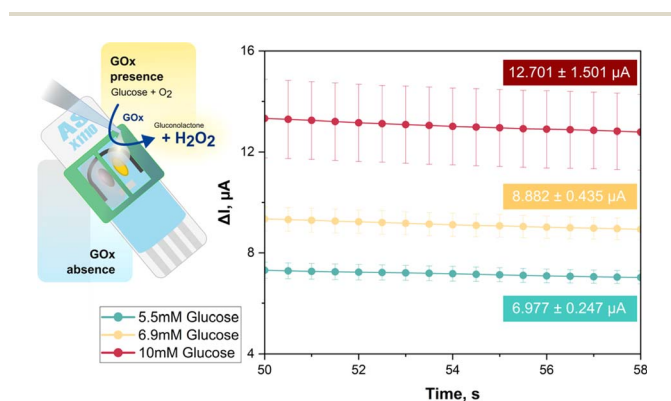 GOx
presence
Glucose + O2
GOx
Gluconolactone
+ H2O2
AS
X1110
GOx
absence
5.5mM Glucose
6.9mM Glucose
10mM Glucose
ΔI, µA
16
12
8
4
12.701 ± 1.501 µA
8.882 ± 0.435 µA
6.977 ± 0.247 µA
50
52
54
56
58
Time, s